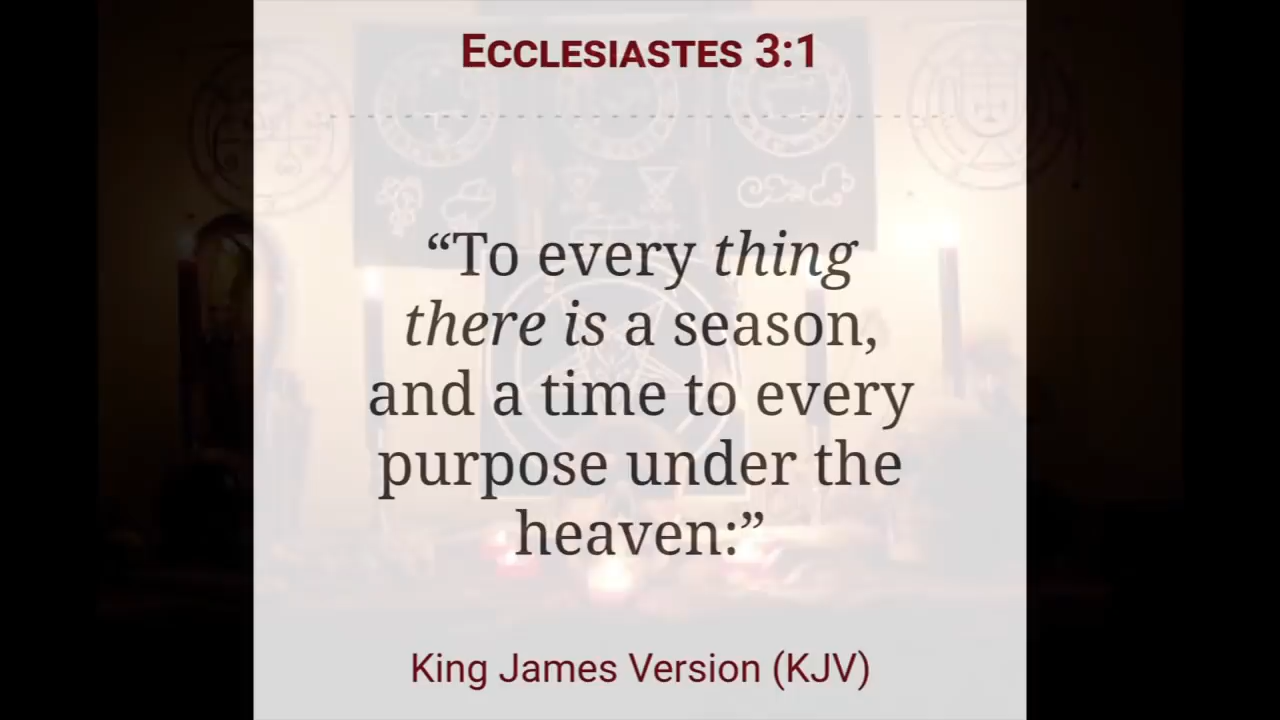 ECCLESIASTES 3:1
“To every thing
there is a season,
and a time to every
purpose under the
heaven:”
King James Version (KJV)